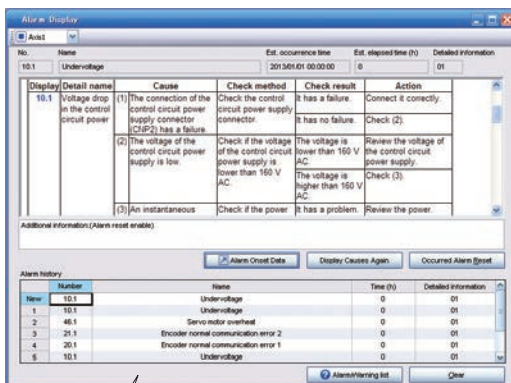 Alarm Display
Axis1
No. Name Est. occurrence time Est. elapsed time (h) Detailed information
10.1 Undervoltage 2013/01/01 00:00:00 0 01
Display Detail name Cause Check method Check result Action
10.1 Voltage drop in the control circuit power
(1) The connection of the control circuit power supply connector (CNP2) has a failure.
Check the control circuit power supply connector.
It has a failure. Connect it correctly.
It has no failure. Check (2).
(2) The voltage of the control circuit power supply is low.
Check if the voltage of the control circuit power supply is lower than 160 V AC.
The voltage is lower than 160 V AC.
Review the voltage of the control circuit power supply.
The voltage is higher than 160 V AC.
Check (3).
(3) An instantaneous Check if the power It has a problem. Review the power.
Additional information:(Alarm reset enable)
Alarm Onset Data Display Causes Again Occurred Alarm Reset
Alarm history
Number Name Time (h) Detailed information
New 10.1 Undervoltage 0 01
1 10.1 Undervoltage 0 01
2 46.1 Servo motor overheat 0 01
3 21.1 Encoder normal communication error 2 0 01
4 20.1 Encoder normal communication error 1 0 01
5 10.1 Undervoltage 0 01
Alarm/Warning list Clear